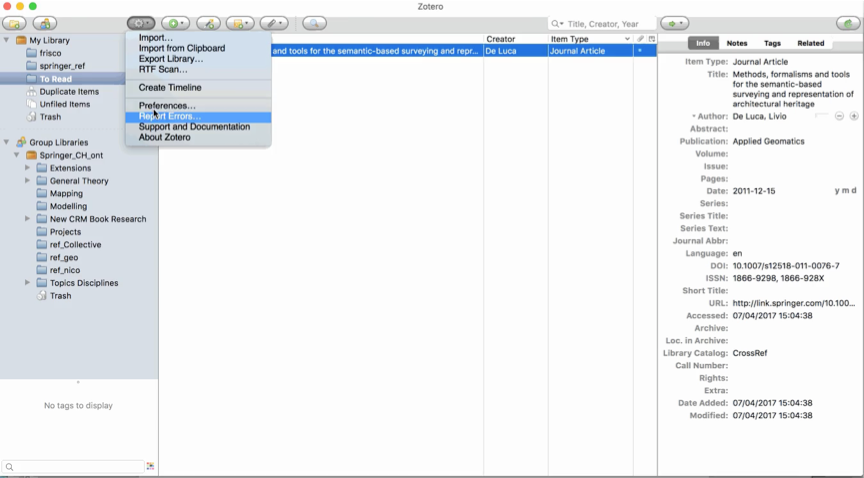 Zotero
Title, Creator, Year
My Library
frisco
springer_ref
To Read
Duplicate Items
Unfiled Items
Trash
Group Libraries
Springer_CH_ont
Extensions
General Theory
Mapping
Modelling
New CRM Book Research
Projects
ref_Collective
ref_geo
ref_nico
Topics Disciplines
Trash
No tags to display
Import...
Import from Clipboard
Export Library...
RTF Scan...
Create Timeline
Preferences...
Report Errors...
Support and Documentation
About Zotero
Creator Item Type
and tools for the semantic-based surveying and repr... De Luca Journal Article
Info Notes Tags Related
Item Type: Journal Article
Title: Methods, formalisms and tools
for the semantic-based
surveying and representation of
architectural heritage
Author: De Luca, Livio
Abstract:
Publication: Applied Geomatics
Volume:
Issue:
Pages:
Date: 2011-12-15 y m d
Series:
Series Title:
Series Text:
Journal Abbr:
Language: en
DOI: 10.1007/s12518-011-0076-7
ISSN: 1866-9298, 1866-928X
Short Title:
URL: http://link.springer.com/10.100...
Accessed: 07/04/2017 15:04:38
Archive:
Loc. in Archive:
Library Catalog: CrossRef
Call Number:
Rights:
Extra:
Date Added: 07/04/2017 15:04:38
Modified: 07/04/2017 15:04:38